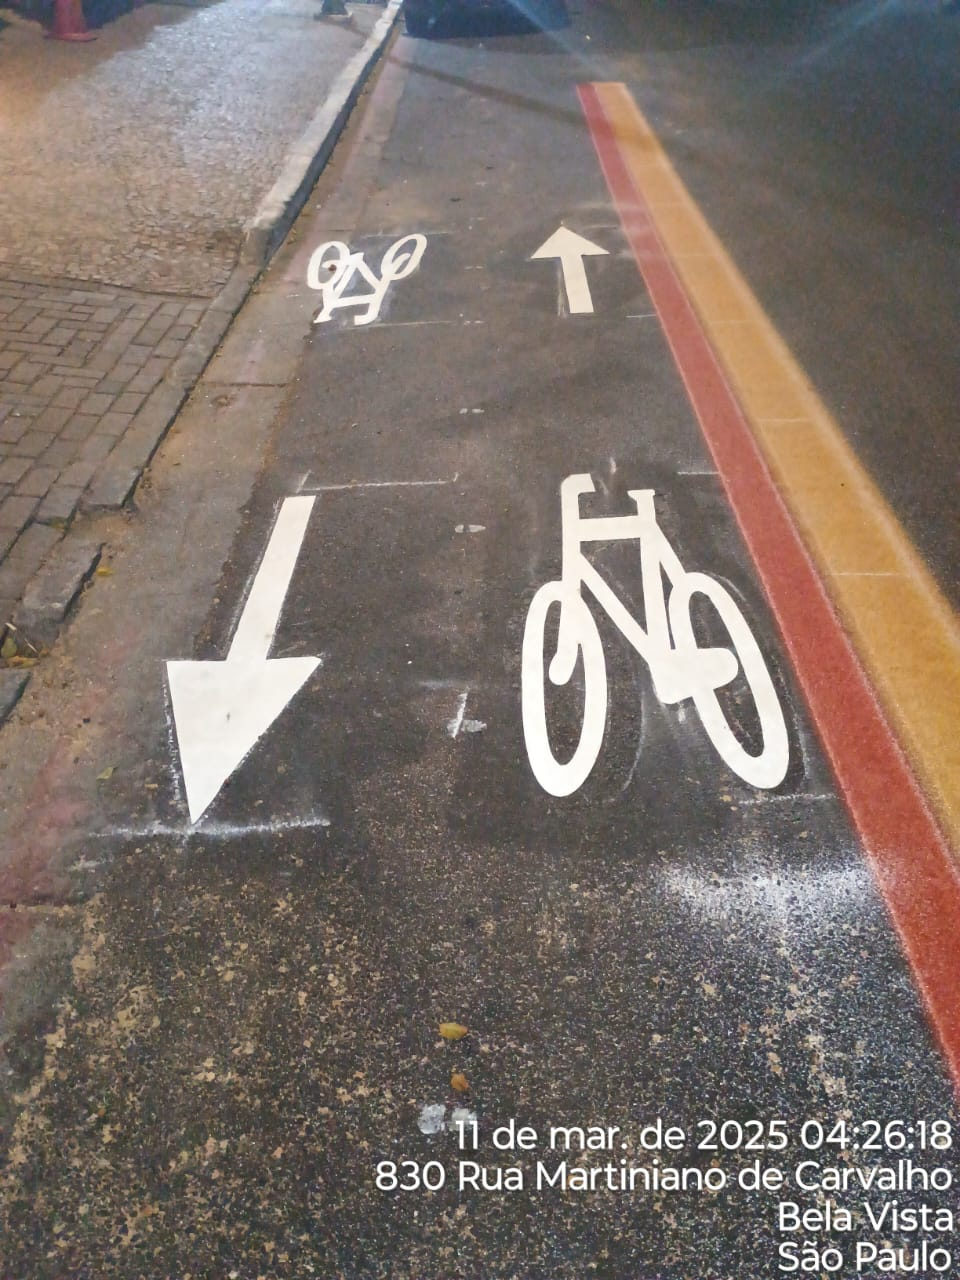 11 de mar. de 2025 04:26:18
830 Rua Martiniano de Carvalho
Bela Vista
São Paulo